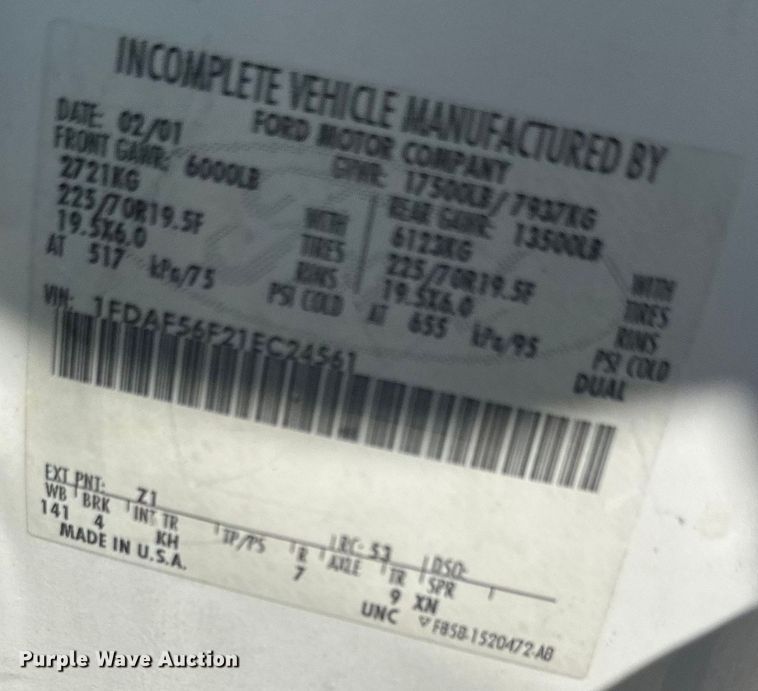 INCOMPLETE VEHICLE MANUFACTURED BY
FORD MOTOR COMPANY
DATE: 02/01 GVWR: 17500LB/7937KG
FRONT GAWR: 6000LB REAR GAWR: 13500LB
2721KG WITH 6123KG WITH
225/70R19.5F TIRES 225/70R19.5F TIRES
19.5X6.0 RIMS 19.5X6.0 RIMS
AT 517 kPa/75 PSI COLD AT 655 kPa/95 PSI COLD
DUAL
VIN: 1FDAF56F21EC24561
EXT PNT: Z1 RC: 53 DSO:
WB BRK INT TR TP/PS R AXLE TR SPR
141 4 KH 7 9 XN
MADE IN U.S.A. UNC
F85B-1520472-AB
Purple Wave Auction